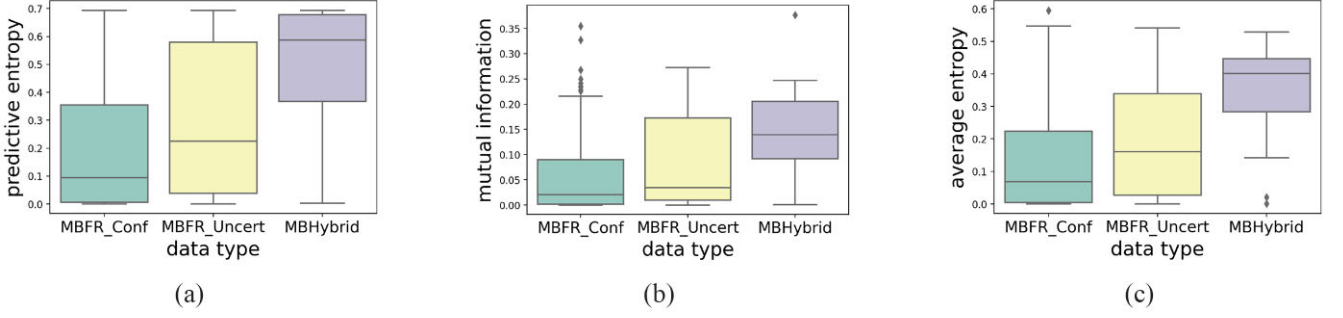 predictive entropy
0.7
0.6
0.5
0.4
0.3
0.2
0.1
0.0
MBFR_Conf MBFR_Uncert MBHybrid
data type
(a)
mutual information
0.35
0.30
0.25
0.20
0.15
0.10
0.05
0.00
MBFR_Conf MBFR_Uncert MBHybrid
data type
(b)
average entropy
0.6
0.5
0.4
0.3
0.2
0.1
0.0
MBFR_Conf MBFR_Uncert MBHybrid
data type
(c)